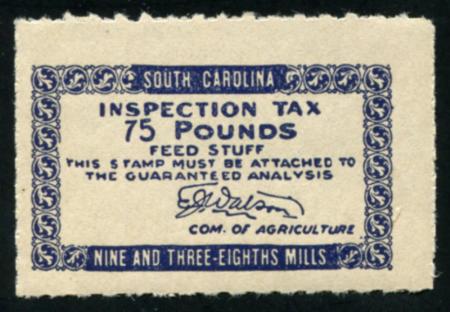 SOUTH CAROLINA
INSPECTION TAX
75 POUNDS
FEED STUFF
THIS STAMP MUST BE ATTACHED TO
THE GUARANTEED ANALYSIS
EJWatson
COM. OF AGRICULTURE
NINE AND THREE-EIGHTHS MILLS